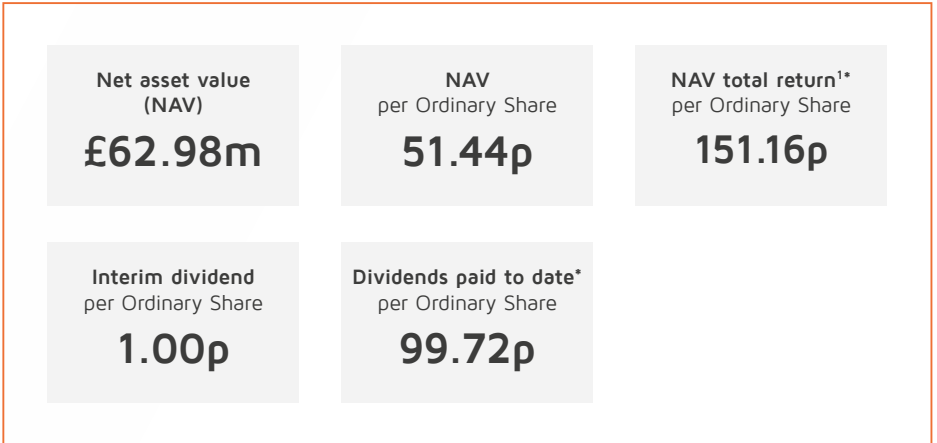 Net asset value
(NAV)
£62.98m
NAV
per Ordinary Share
51.44p
NAV total return¹*
per Ordinary Share
151.16p
Interim dividend
per Ordinary Share
1.00p
Dividends paid to date*
per Ordinary Share
99.72p